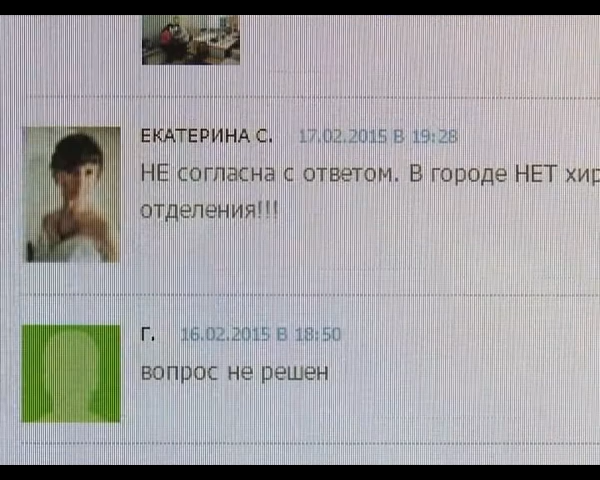 ЕКАТЕРИНА С. 17.02.2015 В 19:28
НЕ согласна с ответом. В городе НЕТ хир
отделения!!!
Г. 16.02.2015 В 18:50
вопрос не решен